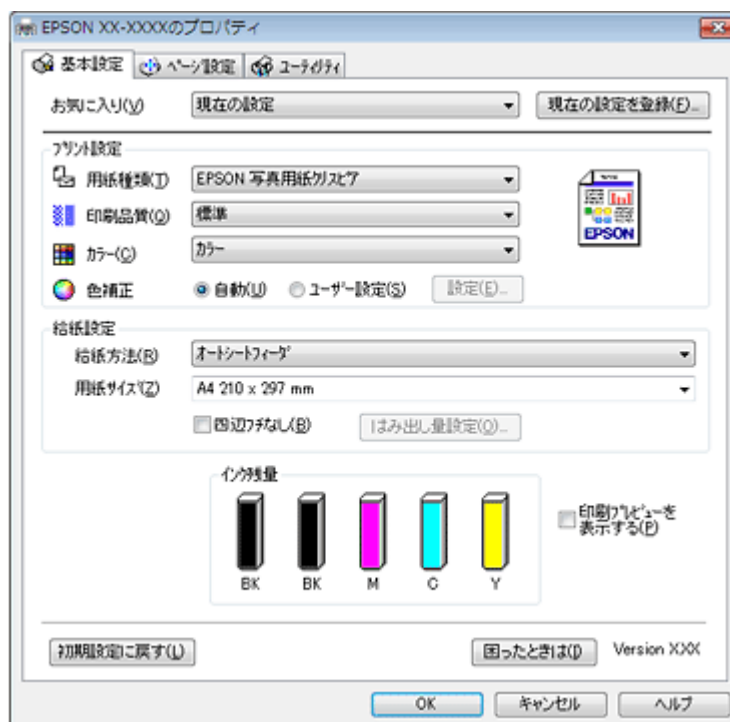 EPSON XX-XXXXのプロパティ
基本設定 ページ設定 ユーティリティ
お気に入り(V) 現在の設定 現在の設定を登録(F)...
プリント設定
用紙種類(T) EPSON 写真用紙クリスピア
印刷品質(Q) 標準
カラー(C) カラー
EPSON
色補正 自動(U) ユーザー設定(S) 設定(E)...
給紙設定
給紙方法(R) オートシートフィーダ
用紙サイズ(Z) A4 210 x 297 mm
四辺フチなし(B) はみ出し量設定(O)...
インク残量
BK BK M C Y
印刷プレビューを
表示する(P)
初期設定に戻す(L) 困ったときは(I) Version X.XX
OK キャンセル ヘルプ